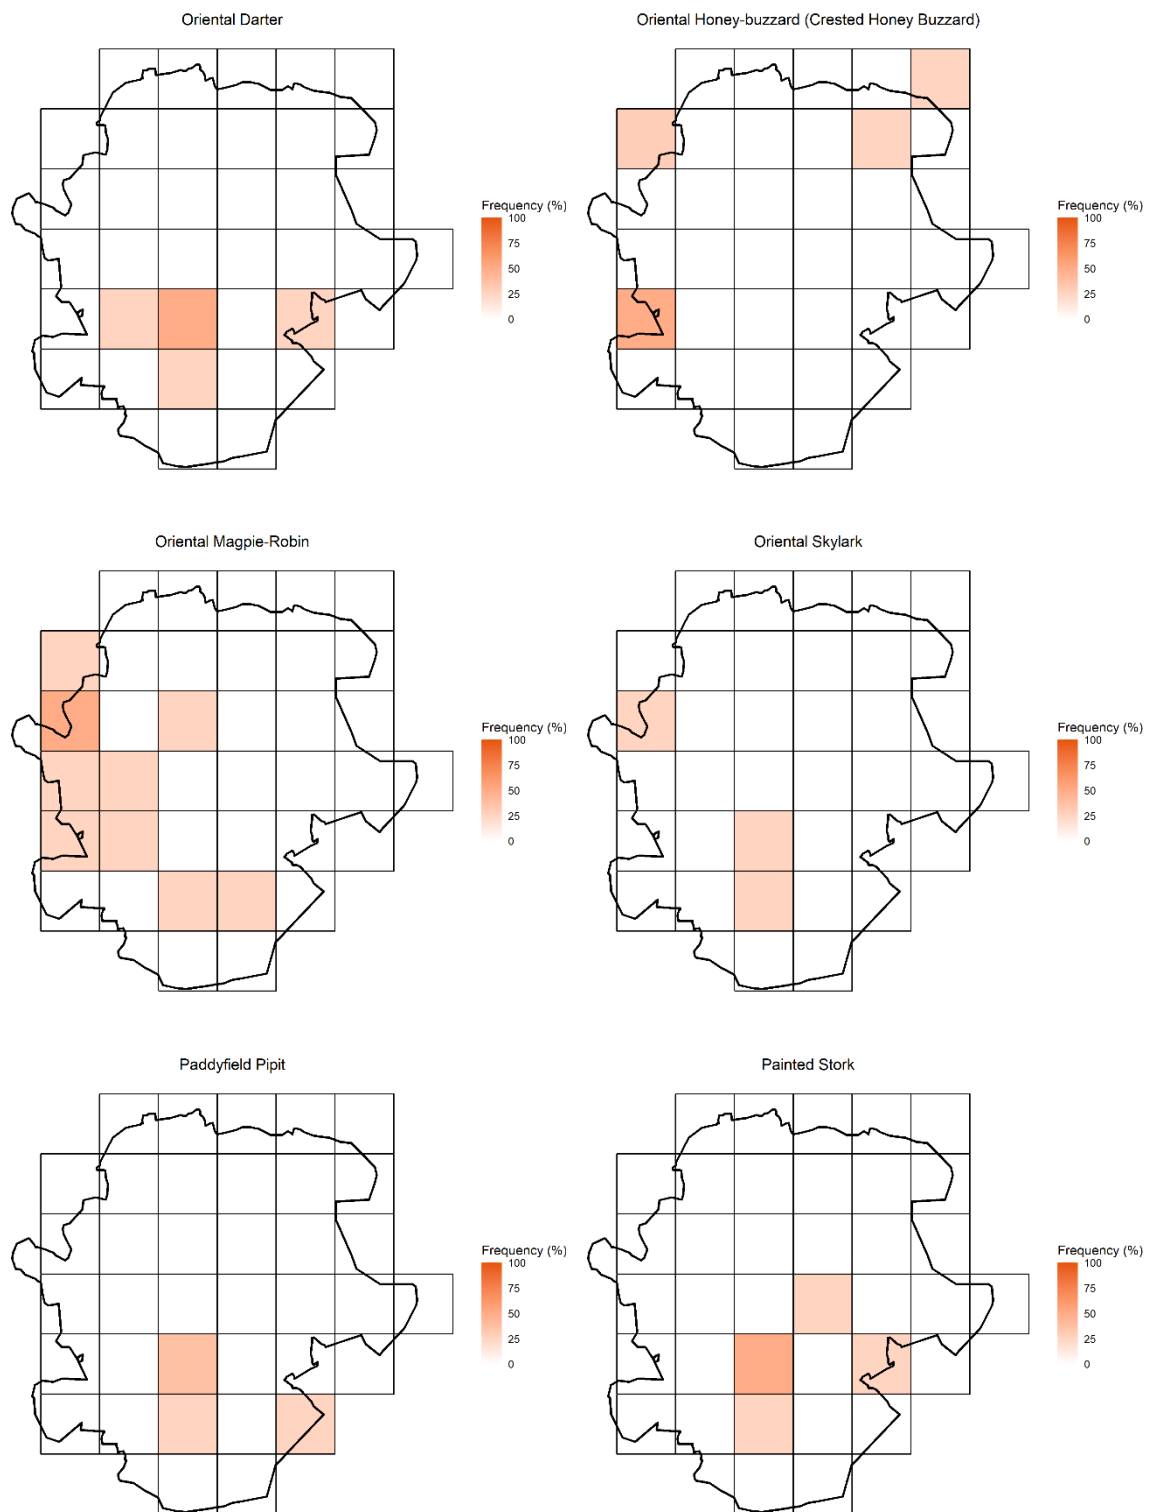 Oriental Darter
Oriental Honey-buzzard (Crested Honey Buzzard)
Frequency (%)
100
75
50
25
0
Frequency (%)
100
75
50
25
0
Oriental Magpie-Robin
Oriental Skylark
Frequency (%)
100
75
50
25
0
Frequency (%)
100
75
50
25
0
Paddyfield Pipit
Painted Stork
Frequency (%)
100
75
50
25
0
Frequency (%)
100
75
50
25
0